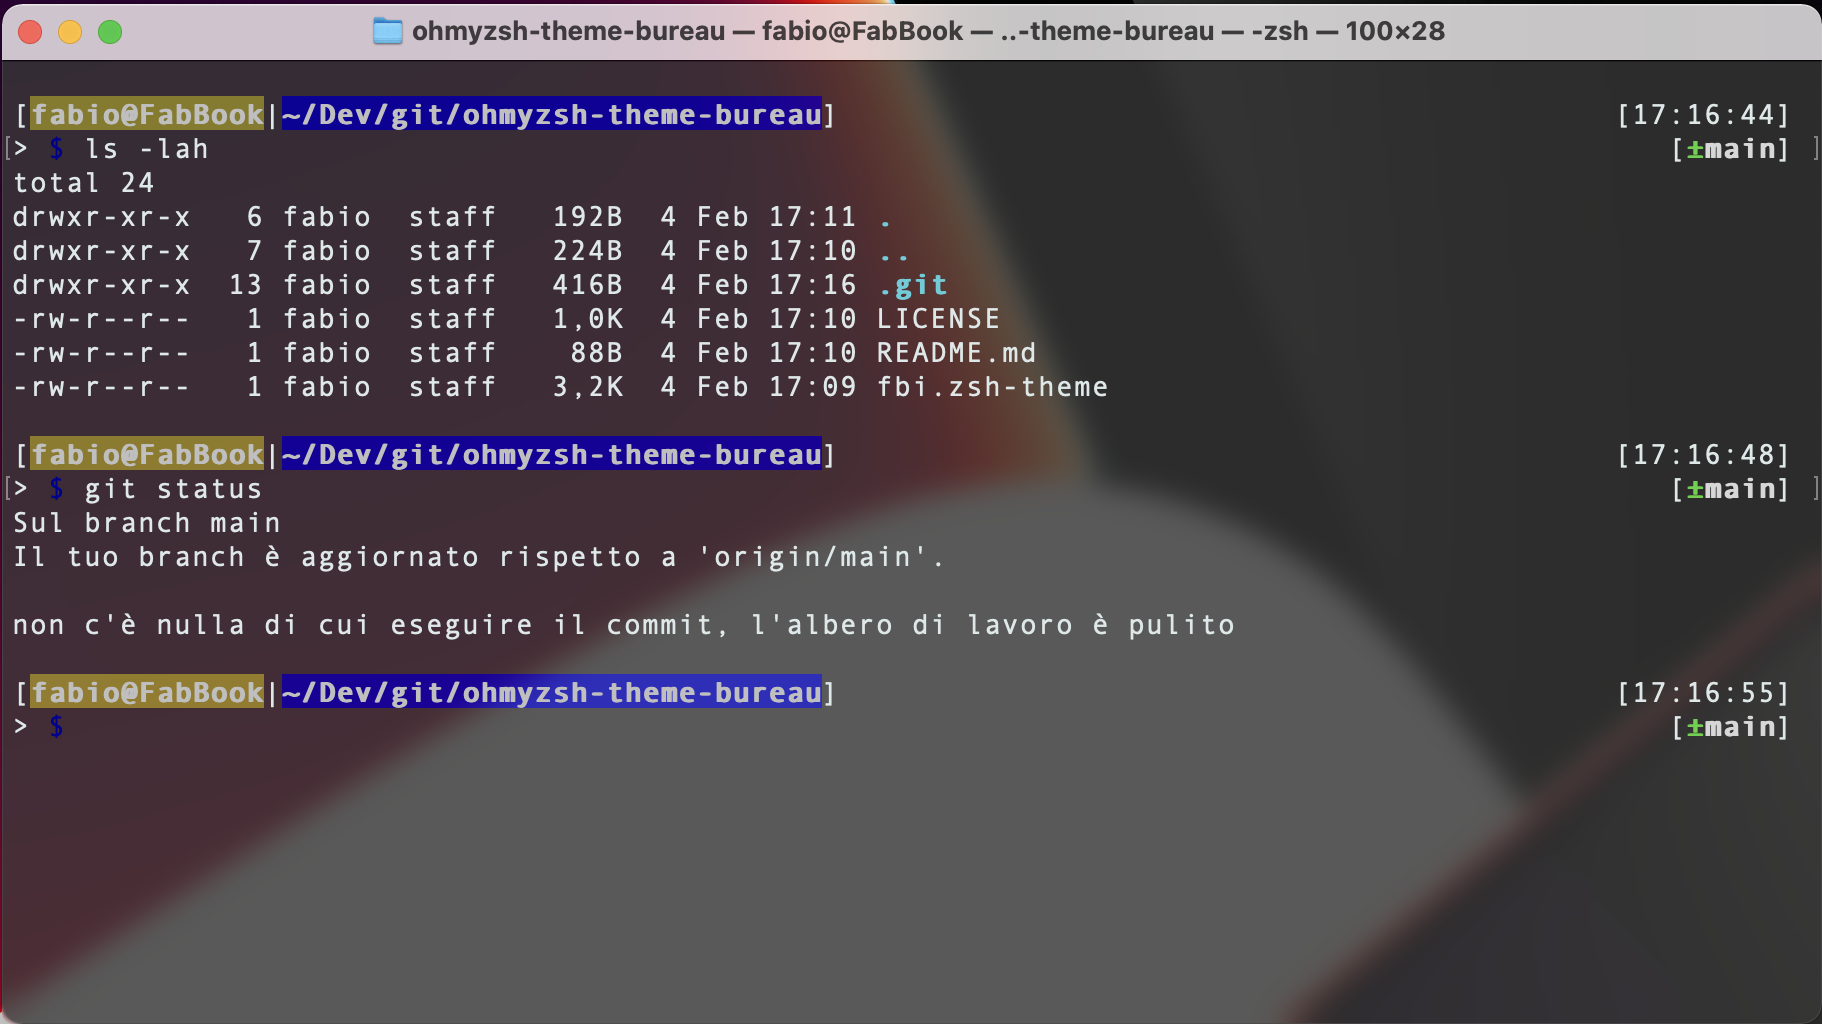 ohmyzsh-theme-bureau — fabio@FabBook — ..-theme-bureau — -zsh — 100×28
[fabio@FabBook|~/Dev/git/ohmyzsh-theme-bureau] [17:16:44]
[> $ ls -lah [±main] ]
total 24
drwxr-xr-x   6 fabio  staff   192B  4 Feb 17:11 .
drwxr-xr-x   7 fabio  staff   224B  4 Feb 17:10 ..
drwxr-xr-x  13 fabio  staff   416B  4 Feb 17:16 .git
-rw-r--r--   1 fabio  staff   1,0K  4 Feb 17:10 LICENSE
-rw-r--r--   1 fabio  staff    88B  4 Feb 17:10 README.md
-rw-r--r--   1 fabio  staff   3,2K  4 Feb 17:09 fbi.zsh-theme
[fabio@FabBook|~/Dev/git/ohmyzsh-theme-bureau] [17:16:48]
[> $ git status [±main] ]
Sul branch main
Il tuo branch è aggiornato rispetto a 'origin/main'.
non c'è nulla di cui eseguire il commit, l'albero di lavoro è pulito
[fabio@FabBook|~/Dev/git/ohmyzsh-theme-bureau] [17:16:55]
> $ [±main]